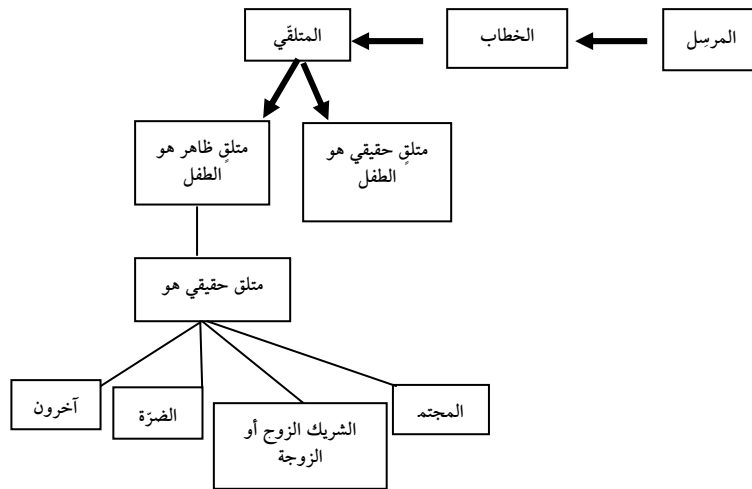 المرسِل
الخطاب
المتلقّي
متلقٍ حقيقي هو
الطفل
متلقٍ ظاهر هو
الطفل
متلق حقيقي هو
المجتمـ
الشريك الزوج أو
الزوجة
الضرّة
آخرون